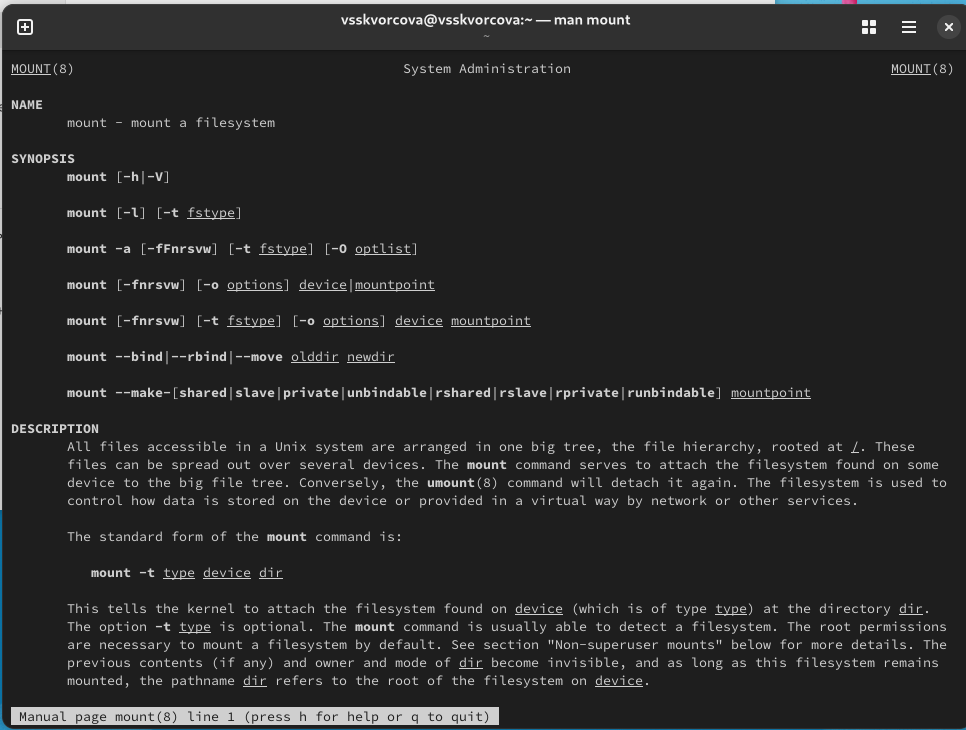 vsskvorcova@vsskvorcova:~ — man mount
~
MOUNT(8) System Administration MOUNT(8)
NAME
mount - mount a filesystem
SYNOPSIS
mount [-h|-V]
mount [-l] [-t fstype]
mount -a [-fFnrsvw] [-t fstype] [-O optlist]
mount [-fnrsvw] [-o options] device|mountpoint
mount [-fnrsvw] [-t fstype] [-o options] device mountpoint
mount --bind|--rbind|--move olddir newdir
mount --make-[shared|slave|private|unbindable|rshared|rslave|rprivate|runbindable] mountpoint
DESCRIPTION
All files accessible in a Unix system are arranged in one big tree, the file hierarchy, rooted at /. These
files can be spread out over several devices. The mount command serves to attach the filesystem found on some
device to the big file tree. Conversely, the umount(8) command will detach it again. The filesystem is used to
control how data is stored on the device or provided in a virtual way by network or other services.
The standard form of the mount command is:
mount -t type device dir
This tells the kernel to attach the filesystem found on device (which is of type type) at the directory dir.
The option -t type is optional. The mount command is usually able to detect a filesystem. The root permissions
are necessary to mount a filesystem by default. See section "Non-superuser mounts" below for more details. The
previous contents (if any) and owner and mode of dir become invisible, and as long as this filesystem remains
mounted, the pathname dir refers to the root of the filesystem on device.
Manual page mount(8) line 1 (press h for help or q to quit)